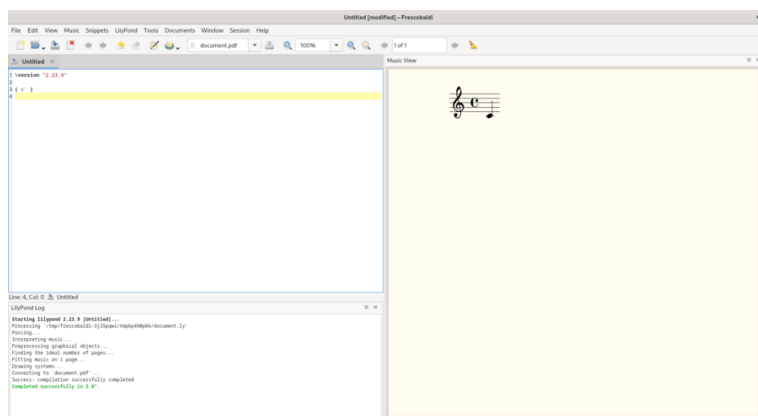 Untitled [modified] – Frescobaldi
File Edit View Music Snippets LilyPond Tools Documents Window Session Help
document.pdf 100% 1 of 1
Untitled
Music View
1 \version "2.23.9"
2
3 { c' }
4
Line: 4, Col: 0 Untitled
LilyPond Log
Starting lilypond 2.23.9 [Untitled]...
Parsing...
Interpreting music...
Preprocessing graphical objects...
Finding the ideal number of pages...
Fitting music on 1 page...
Drawing systems...
Converting to `document.pdf'...
Success: compilation successfully completed
Completed successfully in 1.0".